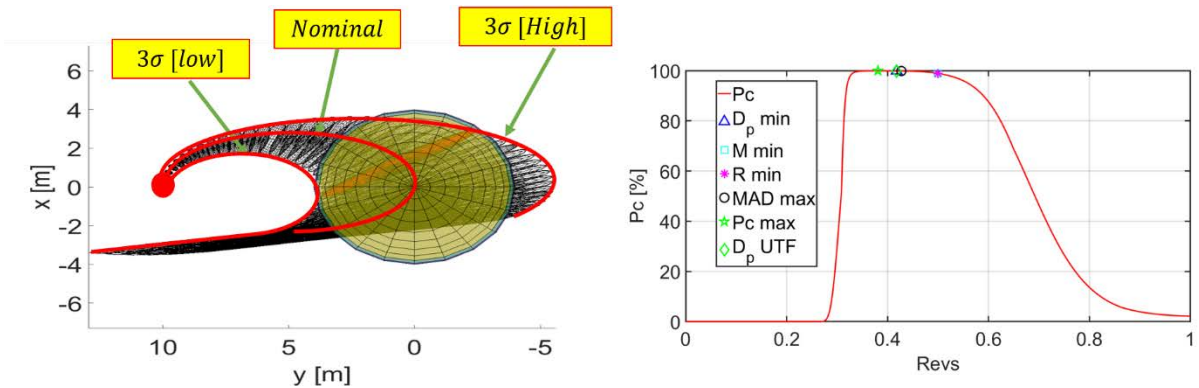 3σ [low]
Nominal
3σ [High]
6
4
2
0
-2
-4
-6
x [m]
10
5
0
-5
y [m]
100
80
60
40
20
0
Pc [%]
Pc
D_p min
M min
R min
MAD max
Pc max
D_p UTF
0
0.2
0.4
0.6
0.8
1
Revs